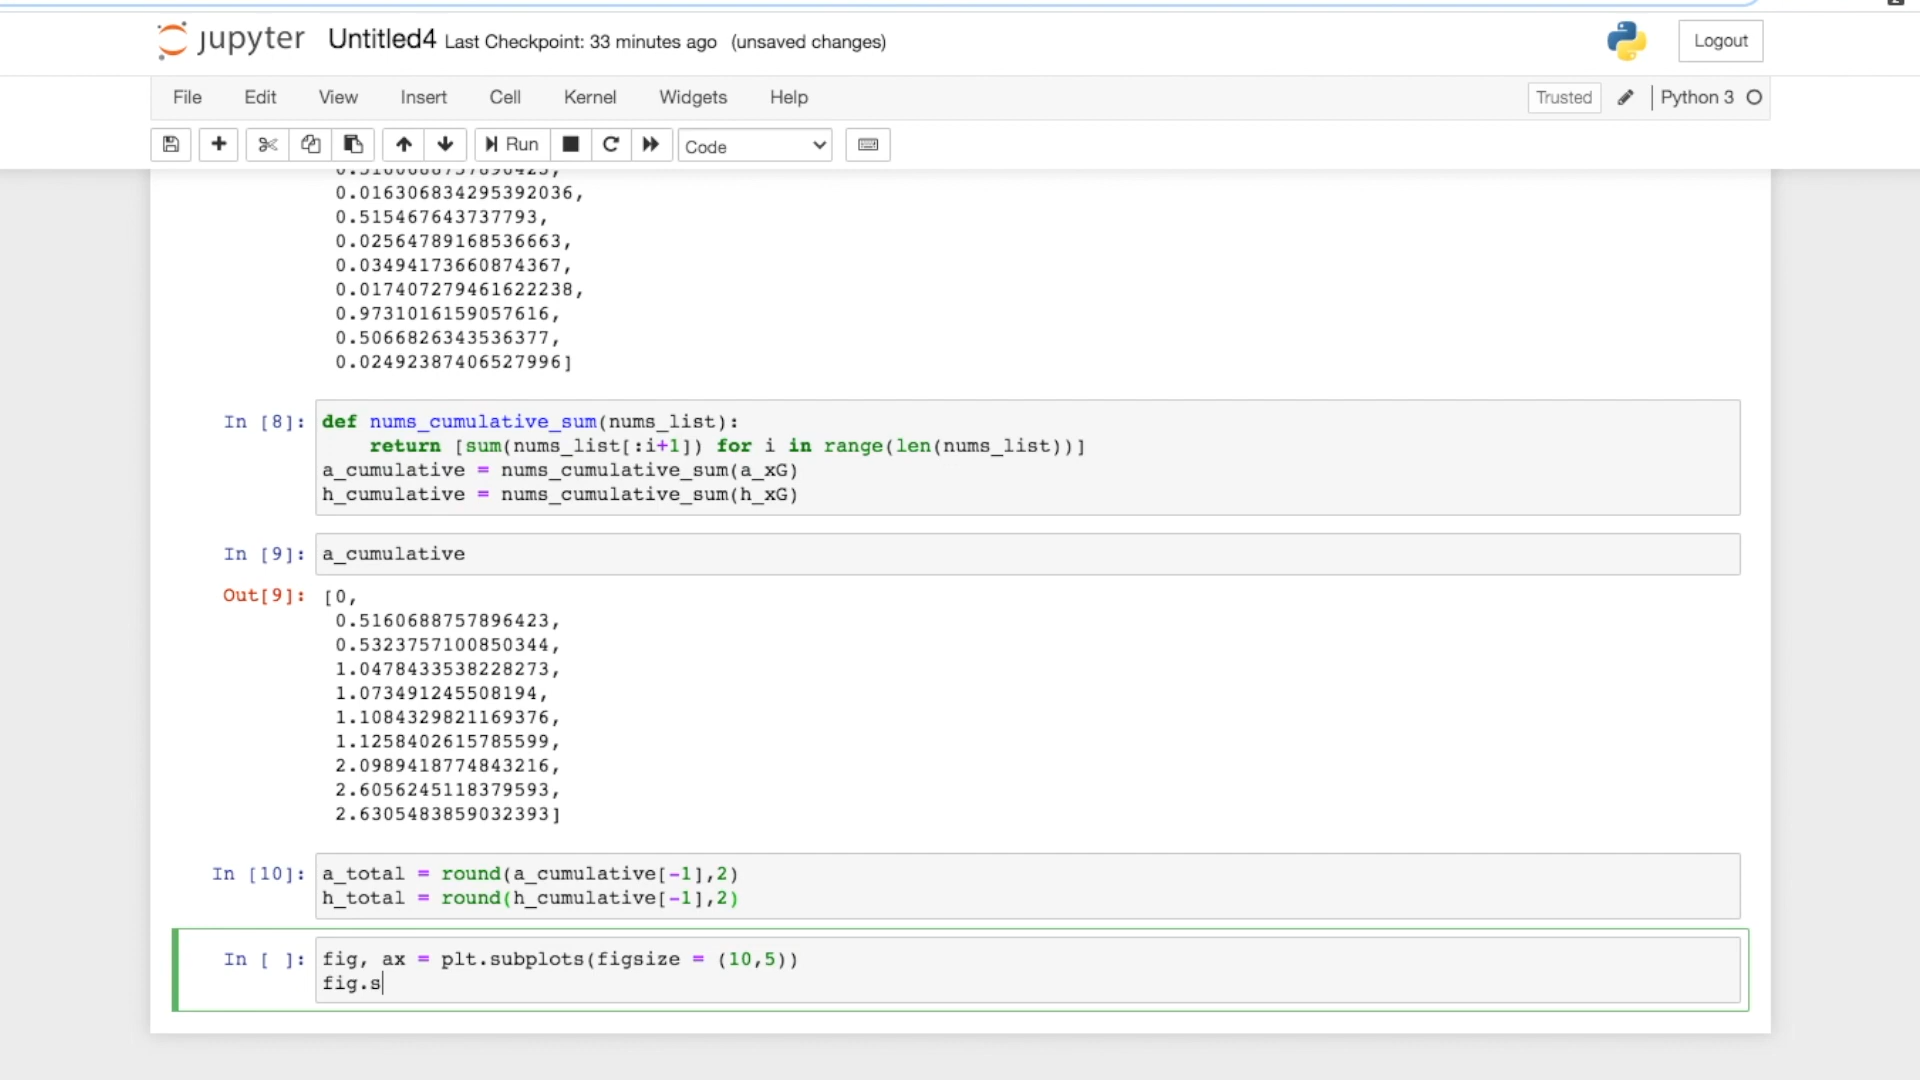 jupyter Untitled4 Last Checkpoint: 33 minutes ago (unsaved changes) Logout
File Edit View Insert Cell Kernel Widgets Help Trusted Python 3
Run Code
0.016306834295392036,
0.515467643737793,
0.02564789168536663,
0.03494173660874367,
0.017407279461622238,
0.9731016159057616,
0.5066826343536377,
0.02492387406527996]
In [8]: def nums_cumulative_sum(nums_list):
return [sum(nums_list[:i+1]) for i in range(len(nums_list))]
a_cumulative = nums_cumulative_sum(a_xG)
h_cumulative = nums_cumulative_sum(h_xG)
In [9]: a_cumulative
Out[9]: [0,
0.5160688757896423,
0.5323757100850344,
1.0478433538228273,
1.073491245508194,
1.1084329821169376,
1.1258402615785599,
2.0989418774843216,
2.6056245118379593,
2.6305483859032393]
In [10]: a_total = round(a_cumulative[-1],2)
h_total = round(h_cumulative[-1],2)
In [ ]: fig, ax = plt.subplots(figsize = (10,5))
fig.s